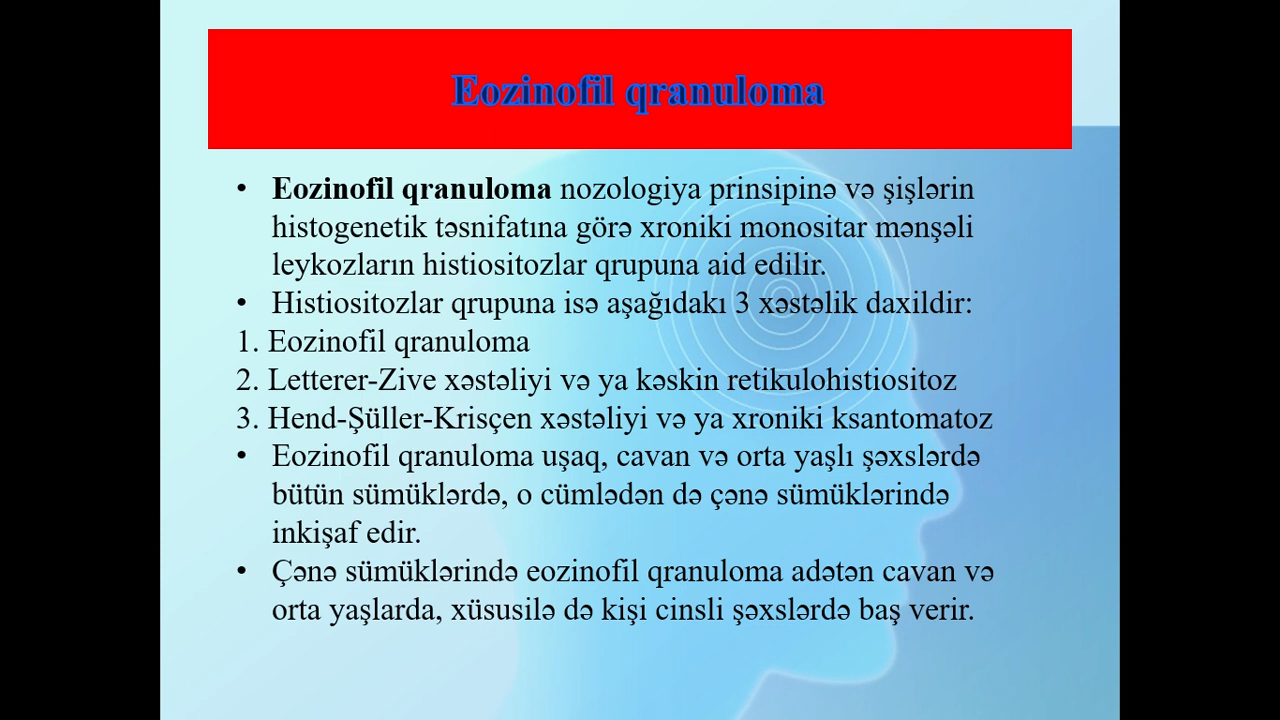 Eozinofil qranuloma
• Eozinofil qranuloma nozologiya prinsipinə və şişlərin
histogenetik təsnifatına görə xroniki monositar mənşəli
leykozların histiositozlar qrupuna aid edilir.
• Histiositozlar qrupuna isə aşağıdakı 3 xəstəlik daxildir:
1. Eozinofil qranuloma
2. Letterer-Zive xəstəliyi və ya kəskin retikulohistiositoz
3. Hend-Şüller-Krisçen xəstəliyi və ya xroniki ksantomatoz
• Eozinofil qranuloma uşaq, cavan və orta yaşlı şəxslərdə
bütün sümüklərdə, o cümlədən də çənə sümüklərində
inkişaf edir.
• Çənə sümüklərində eozinofil qranuloma adətən cavan və
orta yaşlarda, xüsusilə də kişi cinsli şəxslərdə baş verir.